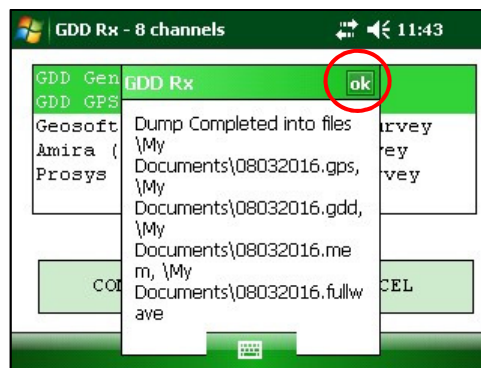 GDD Rx - 8 channels 11:43
GDD Gen
GDD GPS
Geosoft urvey
Amira ( ey
Prosys vey
GDD Rx ok
Dump Completed into files
\My
Documents\08032016.gps,
\My
Documents\08032016.gdd,
\My
Documents\08032016.me
m, \My
Documents\08032016.fullw
ave
CO CEL